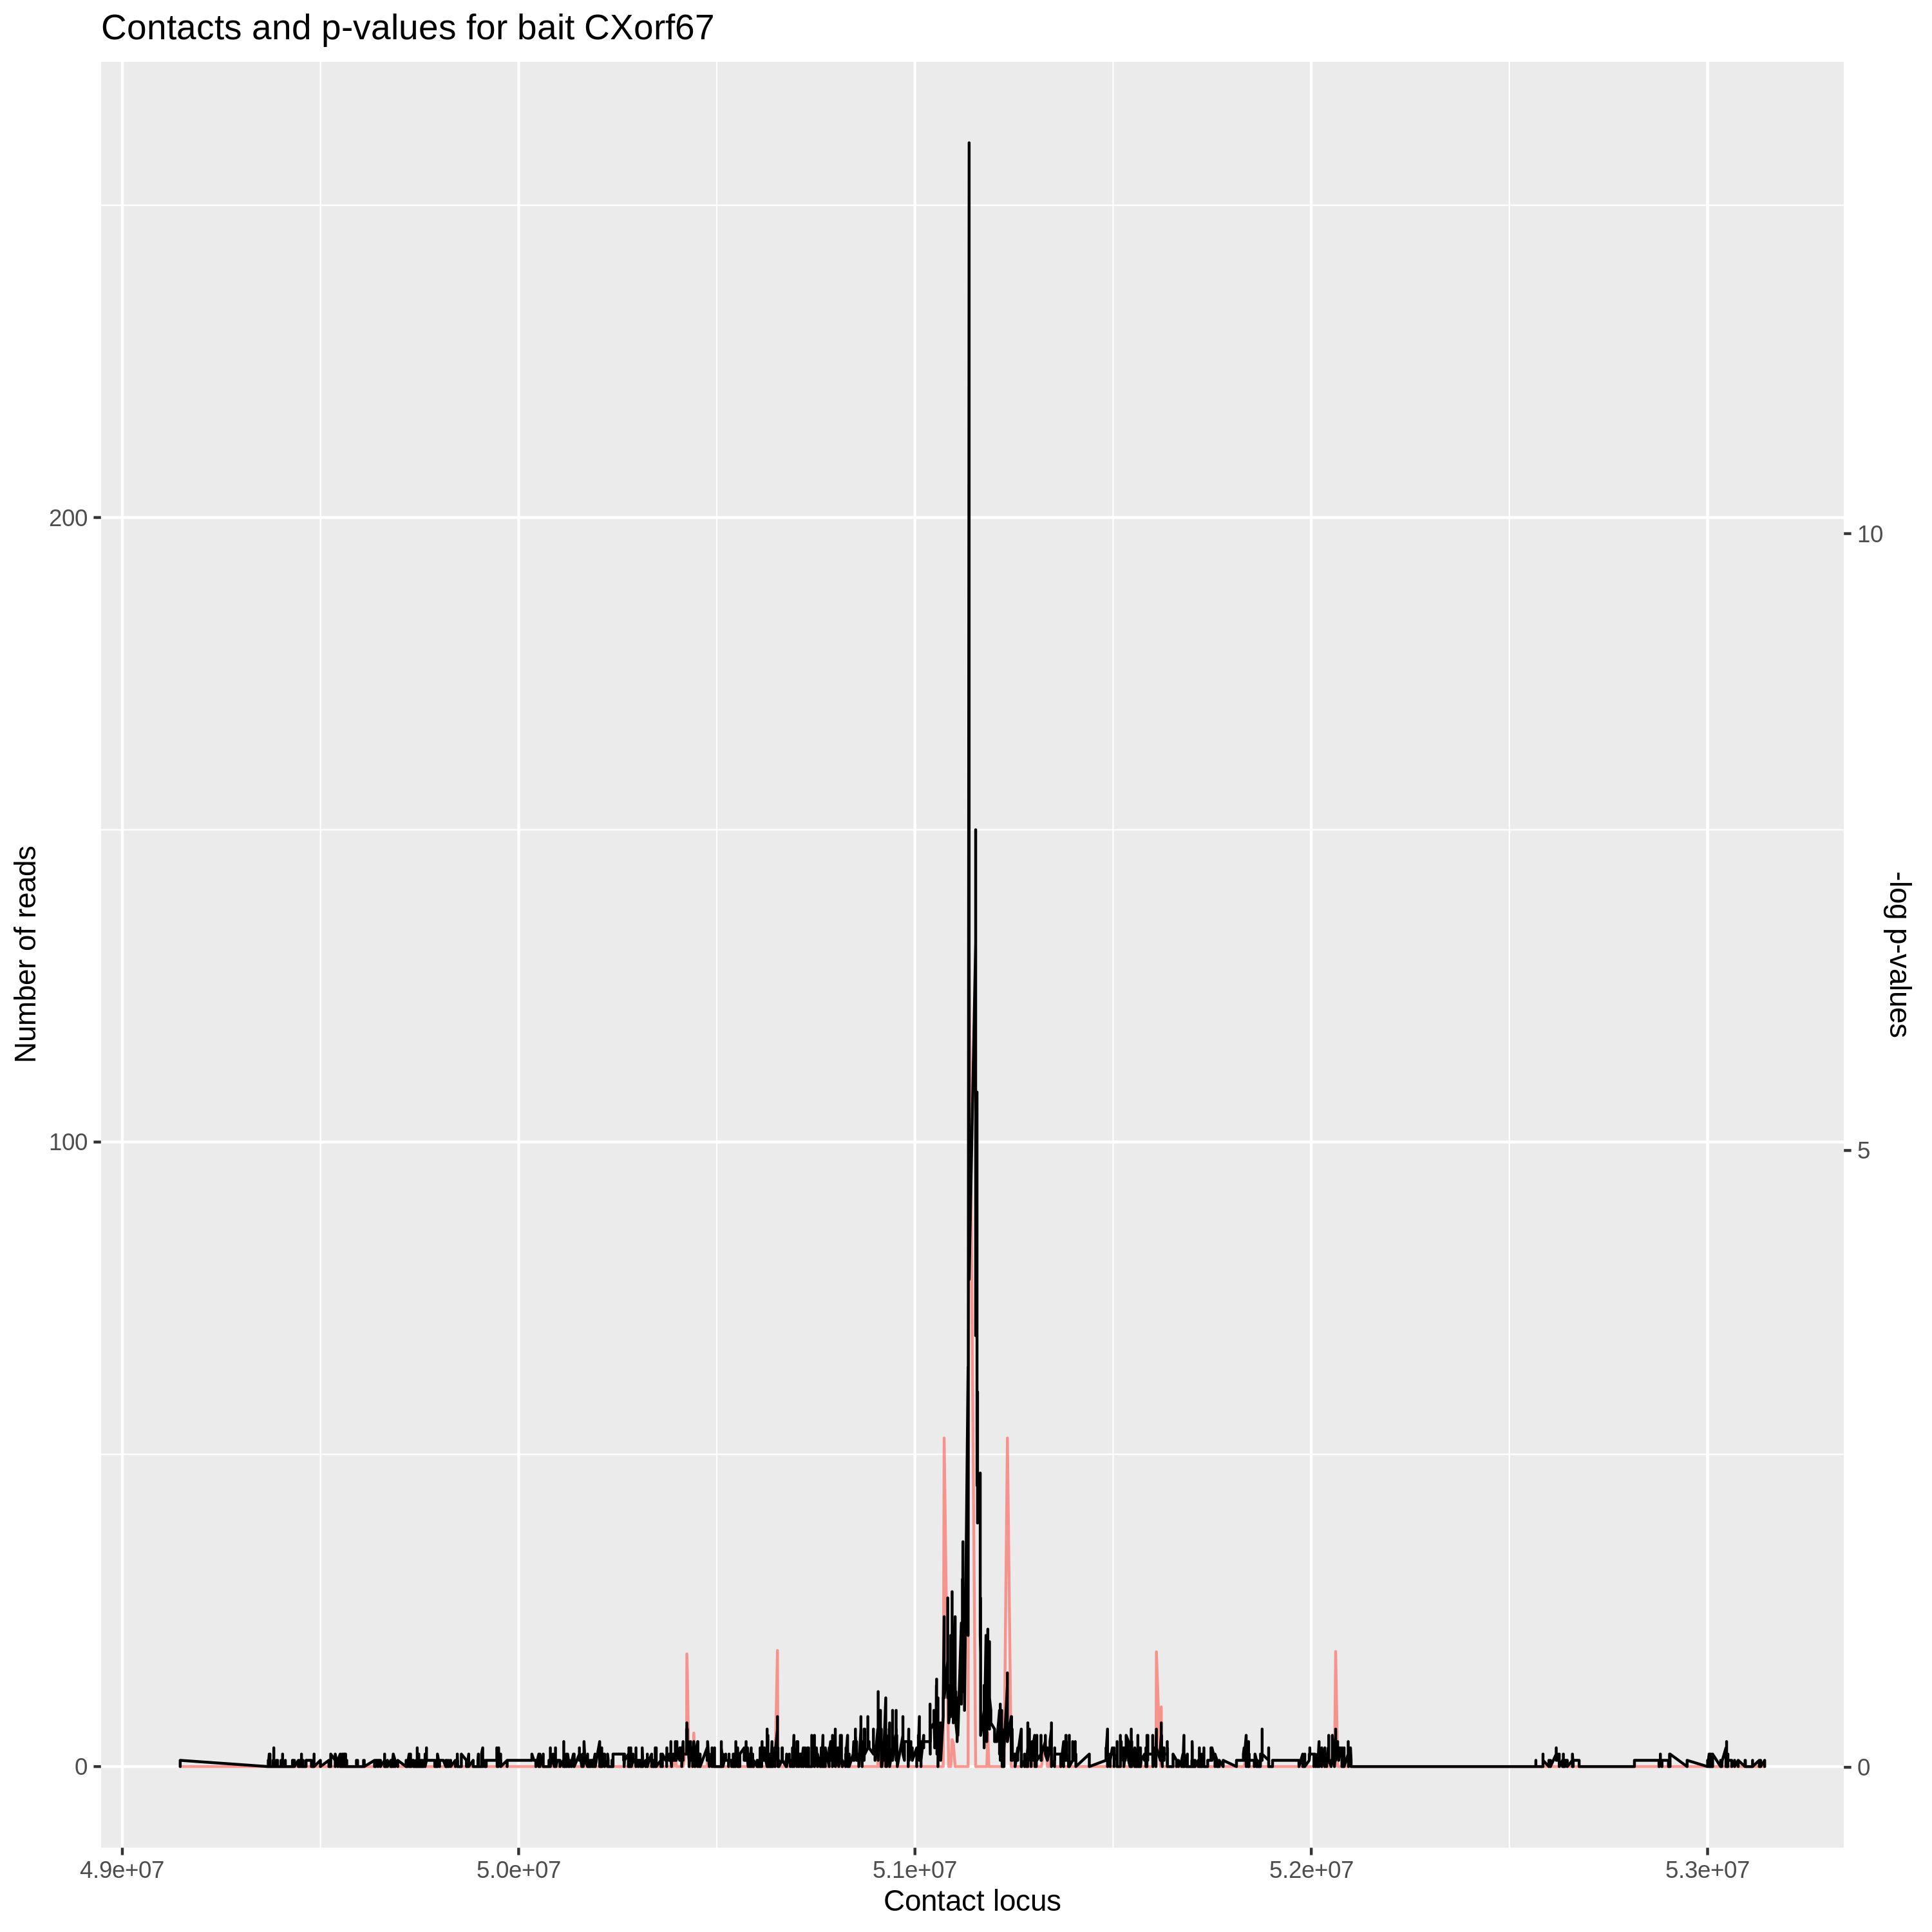 Contacts and p-values for bait CXorf67
Number of reads
200
100
0
10
5
0
-log p-values
4.9e+07 5.0e+07 5.1e+07 5.2e+07 5.3e+07
Contact locus